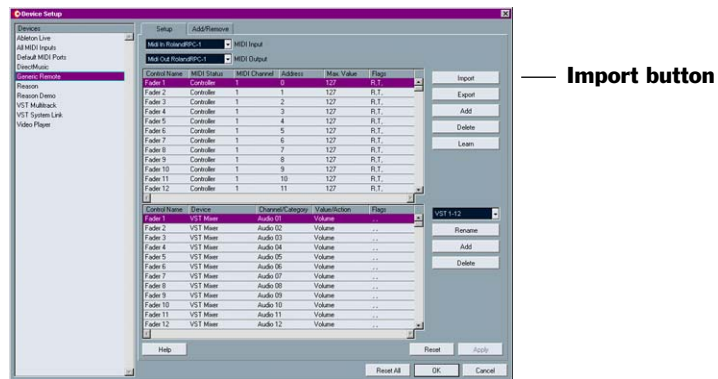 Device Setup
Devices
Ableton Live
All MIDI Inputs
Default MIDI Ports
DirectMusic
Generic Remote
Reason
Reason Demo
VST Multitrack
VST System Link
Video Player
Setup Add/Remove
Midi In RolandRPC-1 MIDI Input
Midi Out RolandRPC-1 MIDI Output
Control Name MIDI Status MIDI Channel Address Max. Value Flags
Fader 1 Controller 1 0 127 R,T,
Fader 2 Controller 1 1 127 R,T,
Fader 3 Controller 1 2 127 R,T,
Fader 4 Controller 1 3 127 R,T,
Fader 5 Controller 1 4 127 R,T,
Fader 6 Controller 1 5 127 R,T,
Fader 7 Controller 1 6 127 R,T,
Fader 8 Controller 1 7 127 R,T,
Fader 9 Controller 1 8 127 R,T,
Fader 10 Controller 1 9 127 R,T,
Fader 11 Controller 1 10 127 R,T,
Fader 12 Controller 1 11 127 R,T,
Import
Export
Add
Delete
Learn
Import button
Control Name Device Channel/Category Value/Action Flags
Fader 1 VST Mixer Audio 01 Volume , ,
Fader 2 VST Mixer Audio 02 Volume , ,
Fader 3 VST Mixer Audio 03 Volume , ,
Fader 4 VST Mixer Audio 04 Volume , ,
Fader 5 VST Mixer Audio 05 Volume , ,
Fader 6 VST Mixer Audio 06 Volume , ,
Fader 7 VST Mixer Audio 07 Volume , ,
Fader 8 VST Mixer Audio 08 Volume , ,
Fader 9 VST Mixer Audio 09 Volume , ,
Fader 10 VST Mixer Audio 10 Volume , ,
Fader 11 VST Mixer Audio 11 Volume , ,
Fader 12 VST Mixer Audio 12 Volume , ,
VST 1-12
Rename
Add
Delete
Help Reset Apply
Reset All OK Cancel